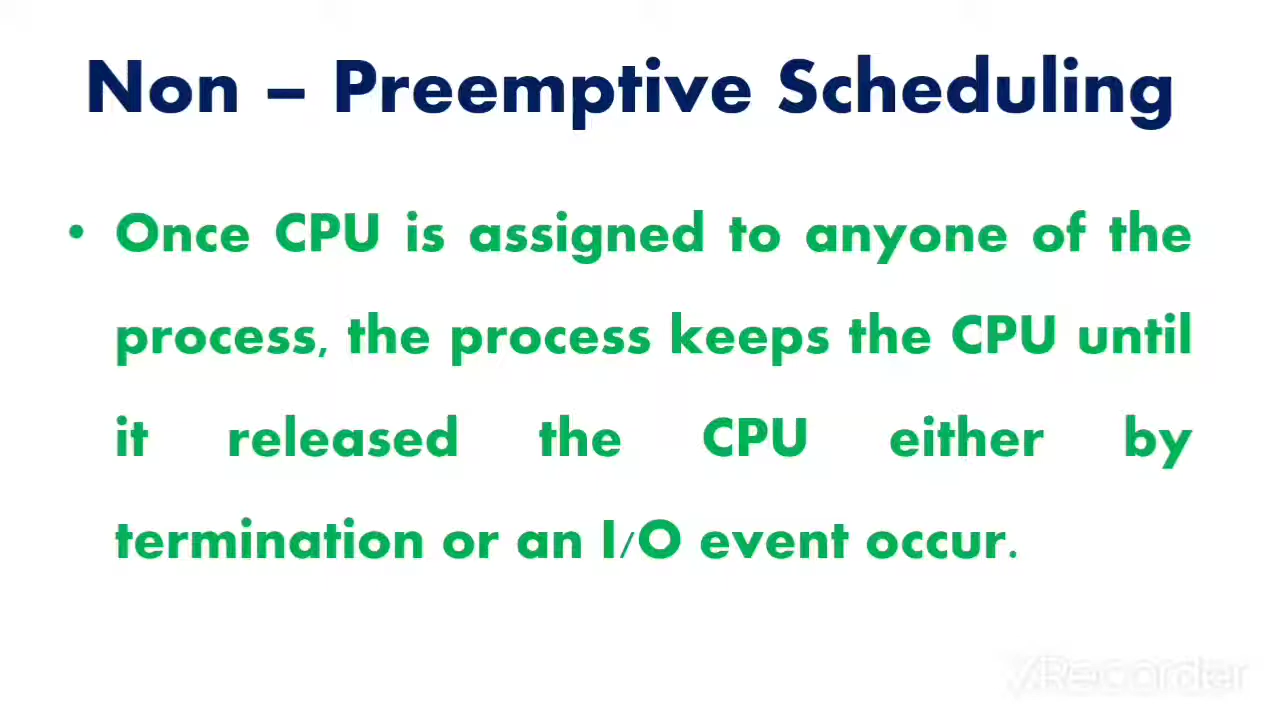 Non – Preemptive Scheduling
• Once CPU is assigned to anyone of the
process, the process keeps the CPU until
it released the CPU either by
termination or an I/O event occur.
VRecorder